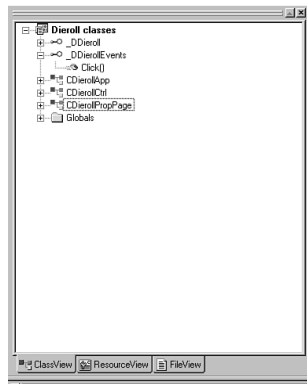 Dieroll classes
_DDieroll
_DDierollEvents
Click()
CDierollApp
CDierollCtrl
CDierollPropPage
Globals
ClassView ResourceView FileView